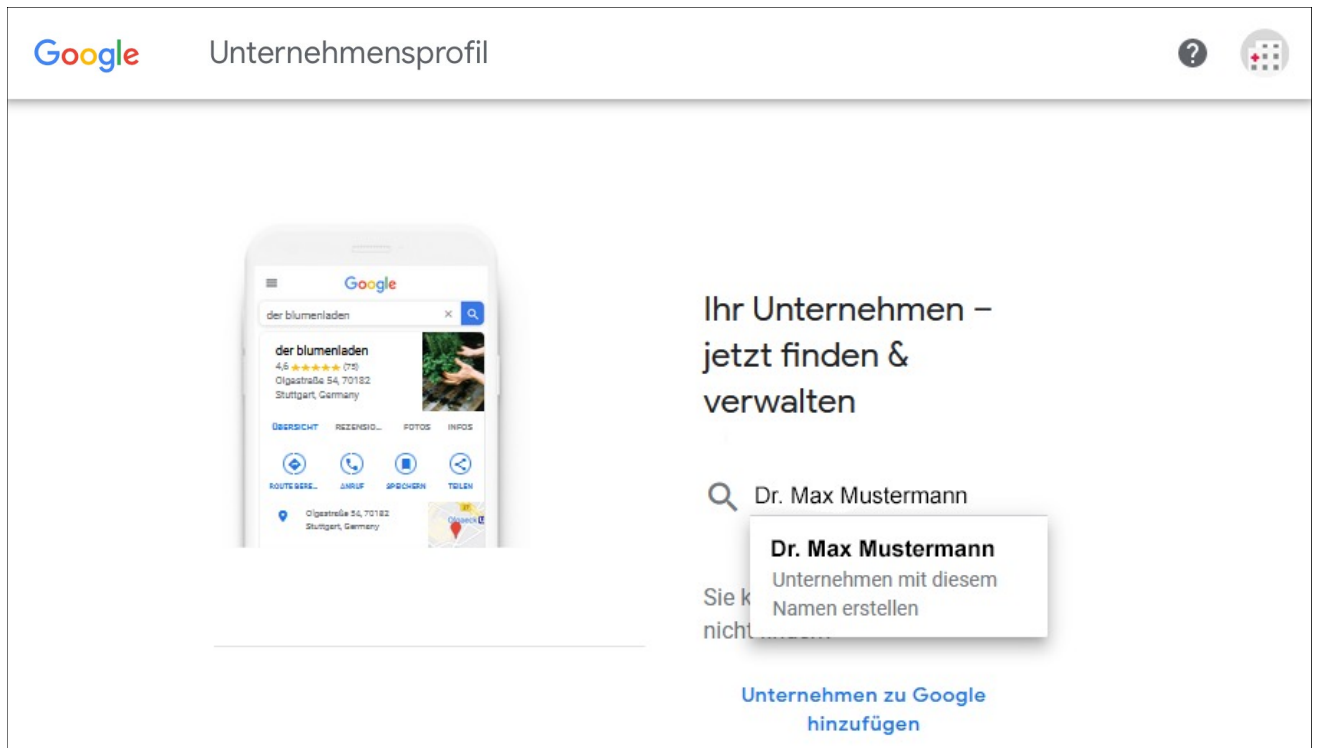 Google Unternehmensprofil
Google
der blumenladen
der blumenladen
4,6 ★★★★★ (75)
Olgastraße 54, 70182
Stuttgart, Germany
ÜBERSICHT REZENSIO... FOTOS INFOS
ROUTE BERE... ANRUF SPEICHERN TEILEN
Olgastraße 54, 70182
Stuttgart, Germany
Ihr Unternehmen –
jetzt finden &
verwalten
Dr. Max Mustermann
Dr. Max Mustermann
Unternehmen mit diesem
Namen erstellen
Sie
nicht
Unternehmen zu Google
hinzufügen